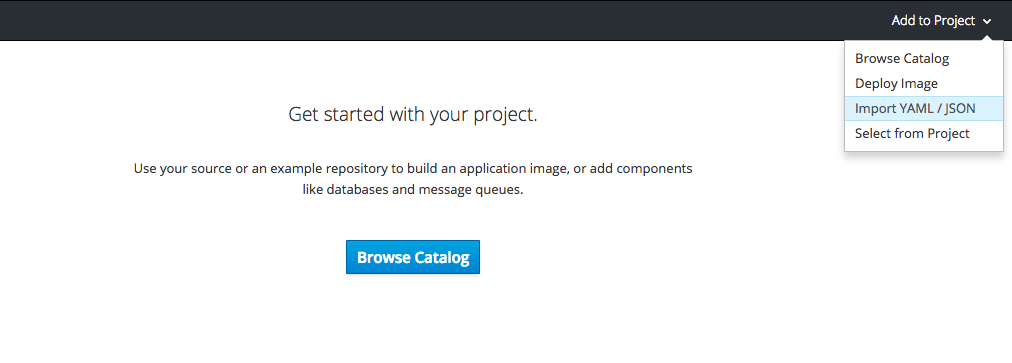 Add to Project
Browse Catalog
Deploy Image
Import YAML / JSON
Select from Project
Get started with your project.
Use your source or an example repository to build an application image, or add components
like databases and message queues.
Browse Catalog